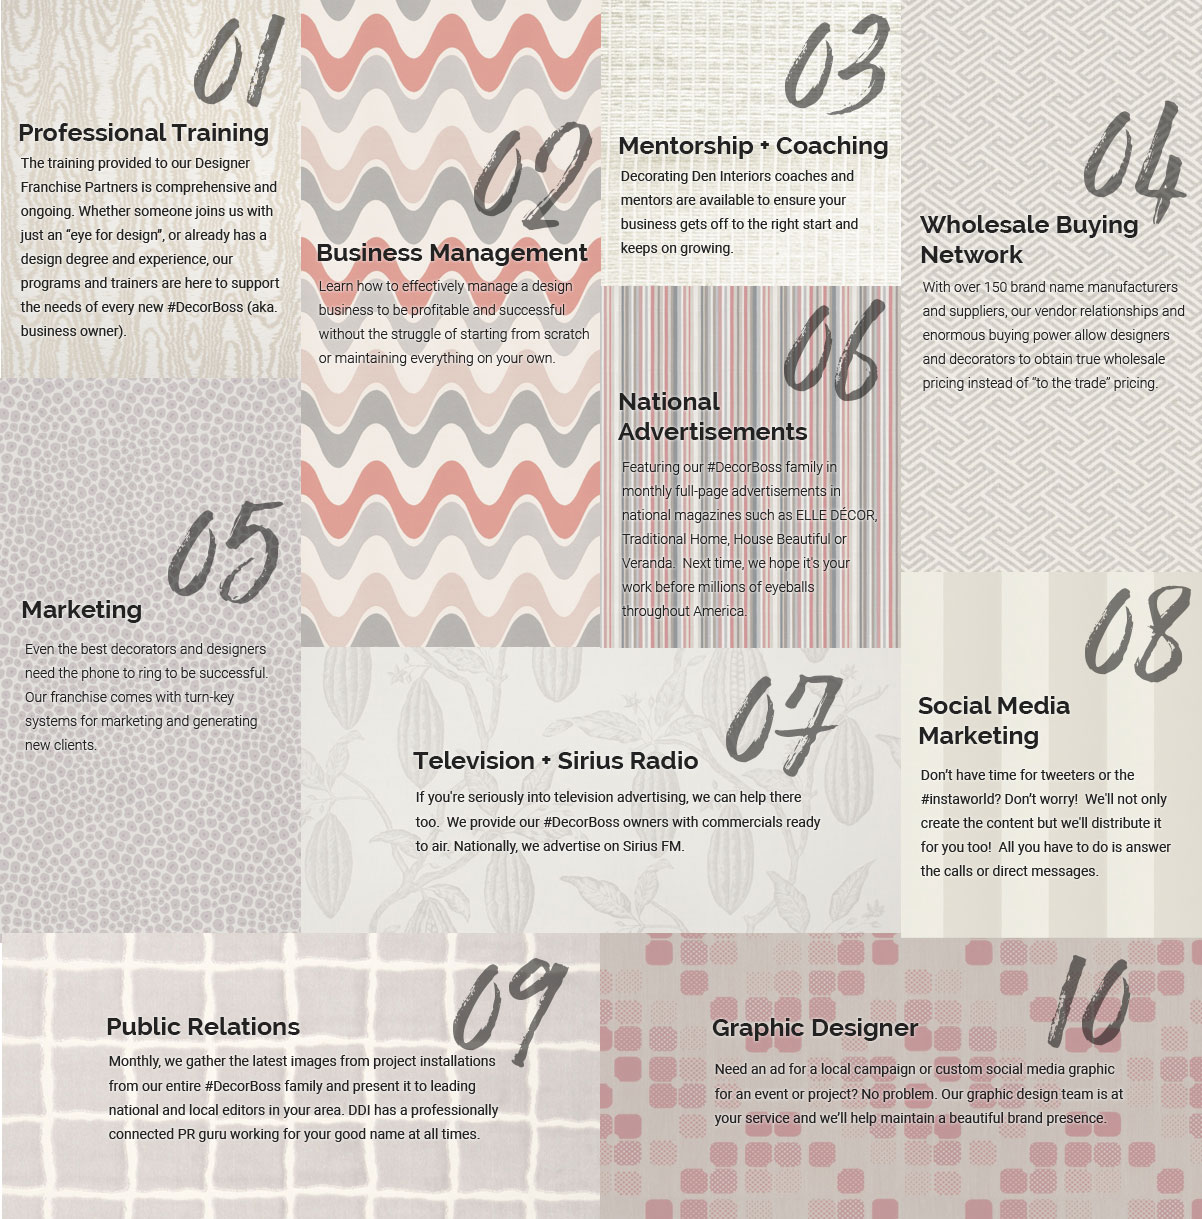 01
Professional Training
The training provided to our Designer
Franchise Partners is comprehensive and
ongoing. Whether someone joins us with
just an “eye for design”, or already has a
design degree and experience, our
programs and trainers are here to support
the needs of every new #DecorBoss (aka.
business owner).
02
Business Management
Learn how to effectively manage a design
business to be profitable and successful
without the struggle of starting from scratch
or maintaining everything on your own.
03
Mentorship + Coaching
Decorating Den Interiors coaches and
mentors are available to ensure your
business gets off to the right start and
keeps on growing.
04
Wholesale Buying
Network
With over 150 brand name manufacturers
and suppliers, our vendor relationships and
enormous buying power allow designers
and decorators to obtain true wholesale
pricing instead of “to the trade” pricing.
05
Marketing
Even the best decorators and designers
need the phone to ring to be successful.
Our franchise comes with turn-key
systems for marketing and generating
new clients.
06
National
Advertisements
Featuring our #DecorBoss family in
monthly full-page advertisements in
national magazines such as ELLE DÉCOR,
Traditional Home, House Beautiful or
Veranda.  Next time, we hope it's your
work before millions of eyeballs
throughout America.
07
Television + Sirius Radio
If you're seriously into television advertising, we can help there
too.  We provide our #DecorBoss owners with commercials ready
to air. Nationally, we advertise on Sirius FM.
08
Social Media
Marketing
Don’t have time for tweeters or the
#instaworld? Don’t worry!  We'll not only
create the content but we'll distribute it
for you too!  All you have to do is answer
the calls or direct messages.
09
Public Relations
Monthly, we gather the latest images from project installations
from our entire #DecorBoss family and present it to leading
national and local editors in your area. DDI has a professionally
connected PR guru working for your good name at all times.
10
Graphic Designer
Need an ad for a local campaign or custom social media graphic
for an event or project? No problem. Our graphic design team is at
your service and we’ll help maintain a beautiful brand presence.